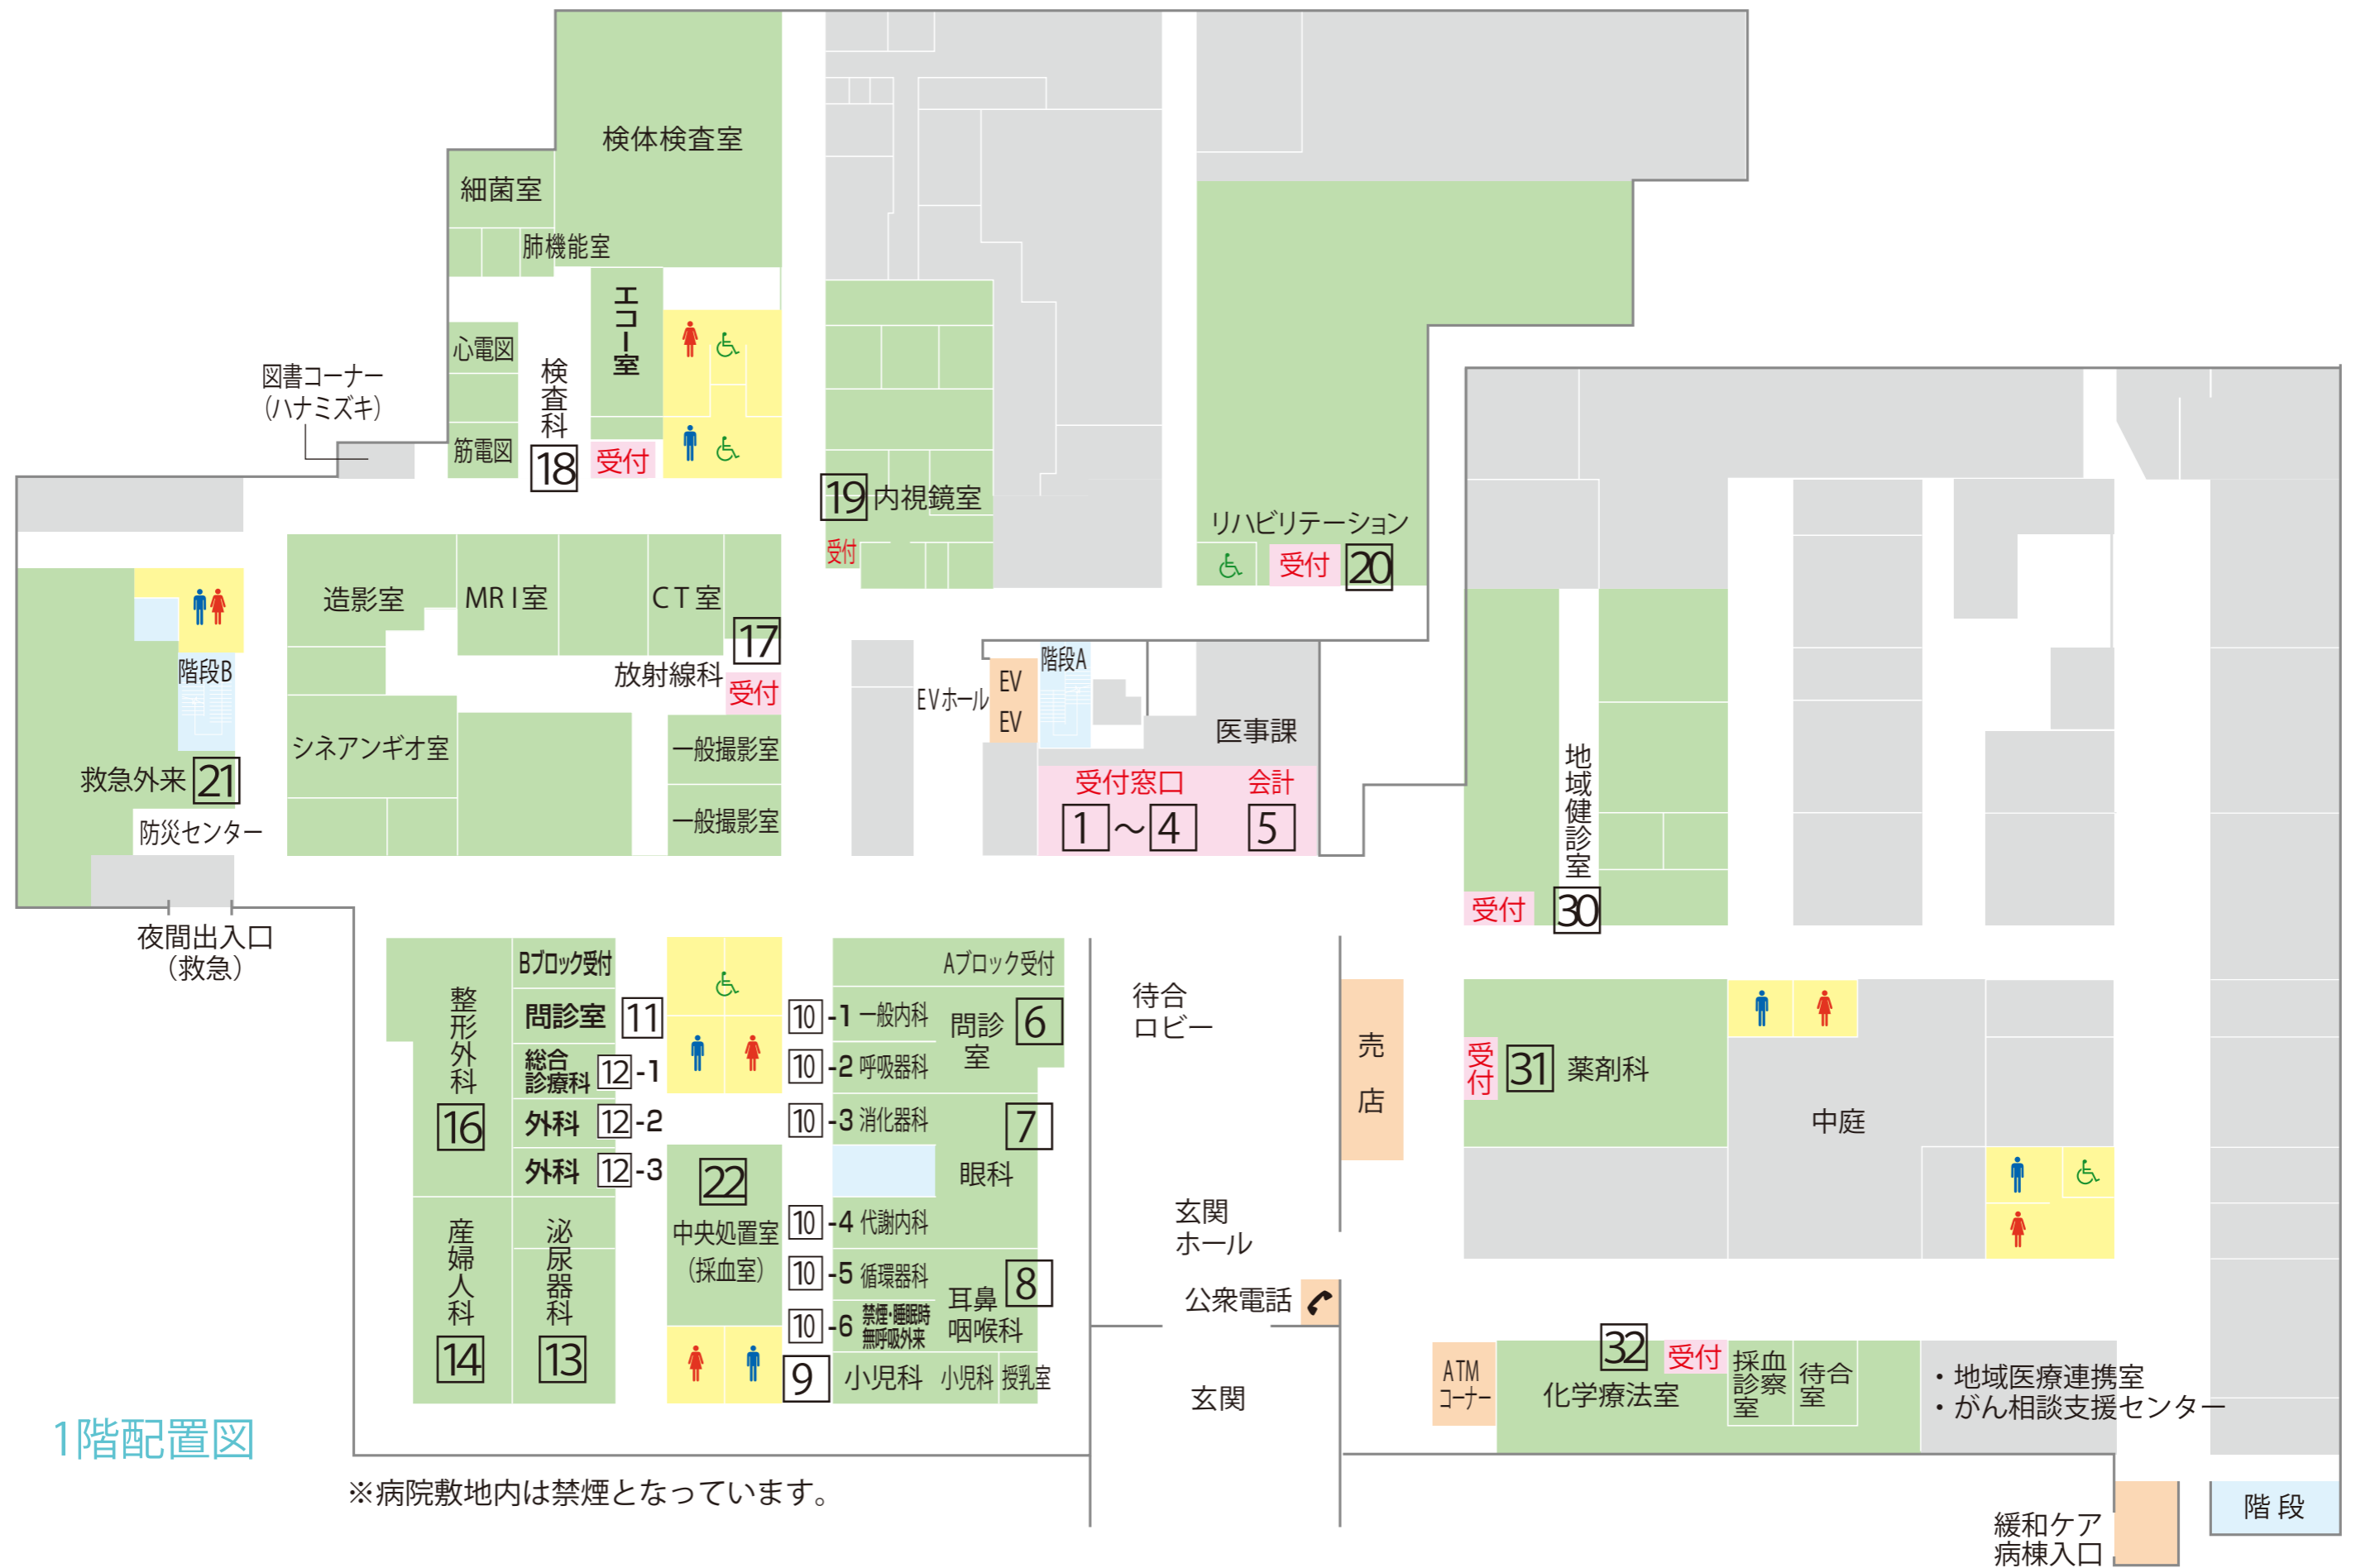 検体検査室
細菌室
肺機能室
エコー室
心電図
筋電図
検査科
18
受付
図書コーナー
(ハナミズキ)
19 内視鏡室
受付
リハビリテーション
受付 20
造影室
MRI室
CT室
17
放射線科
受付
シネアンギオ室
一般撮影室
一般撮影室
階段B
救急外来 21
防災センター
夜間出入口
(救急)
EVホール
EV
EV
階段A
医事課
受付窓口
1～4
会計
5
地域健診室
受付 30
整形外科
16
Bブロック受付
問診室 11
総合
診療科 12-1
外科 12-2
外科 12-3
産婦人科
14
泌尿器科
13
22
中央処置室
(採血室)
Aブロック受付
10-1 一般内科
10-2 呼吸器科
10-3 消化器科
10-4 代謝内科
10-5 循環器科
10-6 禁煙・睡眠時
無呼吸外来
問診
室
6
7
眼科
8
耳鼻
咽喉科
9 小児科
小児科
授乳室
待合
ロビー
売店
玄関
ホール
公衆電話
玄関
受付
31 薬剤科
中庭
ATM
コーナー
32 受付
化学療法室
採血
診察
室
待合
室
・地域医療連携室
・がん相談支援センター
緩和ケア
病棟入口
階段
1階配置図
※病院敷地内は禁煙となっています。